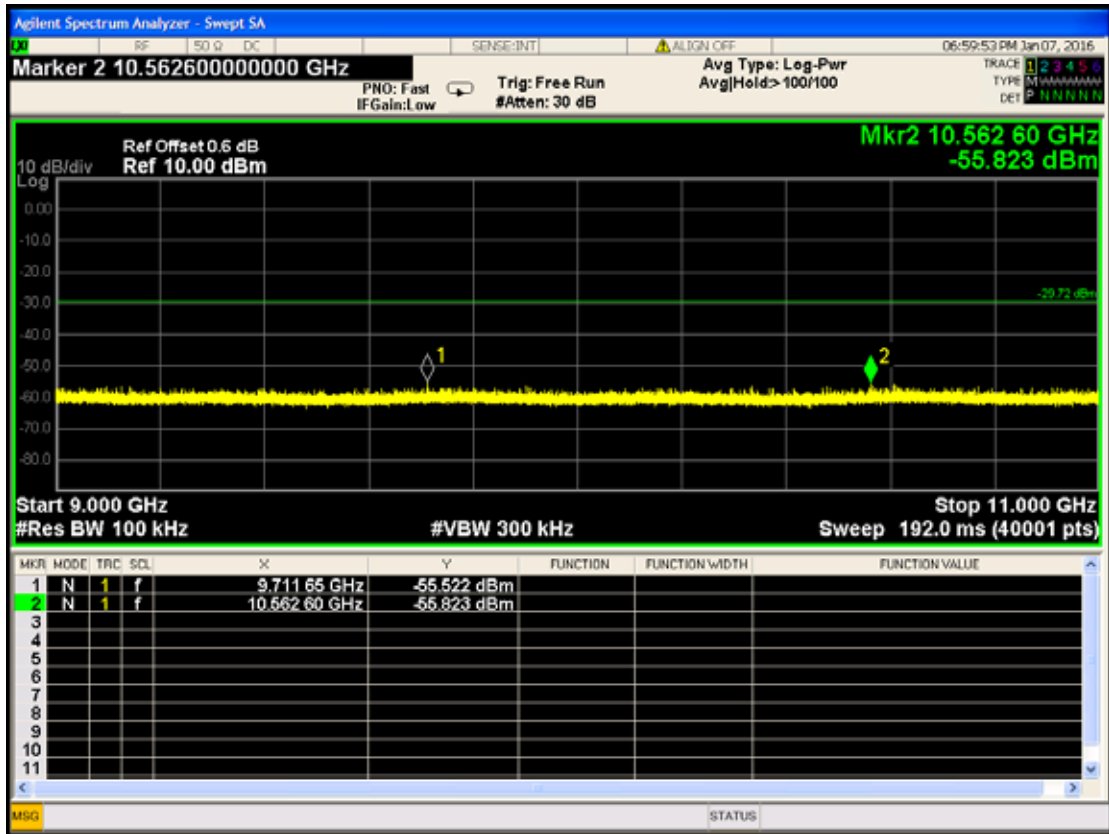 Agilent Spectrum Analyzer - Swept SA
LXI RF 50 Ω DC SENSE:INT ALIGN OFF 06:59:53 PM Jan 07, 2016
Marker 2 10.562600000000 GHz
PNO: Fast
IFGain:Low
Trig: Free Run
#Atten: 30 dB
Avg Type: Log-Pwr
Avg|Hold:>100/100
TRACE 1 2 3 4 5 6
TYPE M
DET P N N N N N
Mkr2 10.562 60 GHz
-55.823 dBm
Ref Offset 0.6 dB
10 dB/div Ref 10.00 dBm
Log
0.00
-10.0
-20.0
-29.72 dBm
-30.0
-40.0
1
2
-50.0
-60.0
-70.0
-80.0
Start 9.000 GHz Stop 11.000 GHz
#Res BW 100 kHz #VBW 300 kHz Sweep 192.0 ms (40001 pts)
MKR MODE TRC SCL X Y FUNCTION FUNCTION WIDTH FUNCTION VALUE
1 N 1 f 9.711 65 GHz -55.522 dBm
2 N 1 f 10.562 60 GHz -55.823 dBm
3
4
5
6
7
8
9
10
11
MSG STATUS